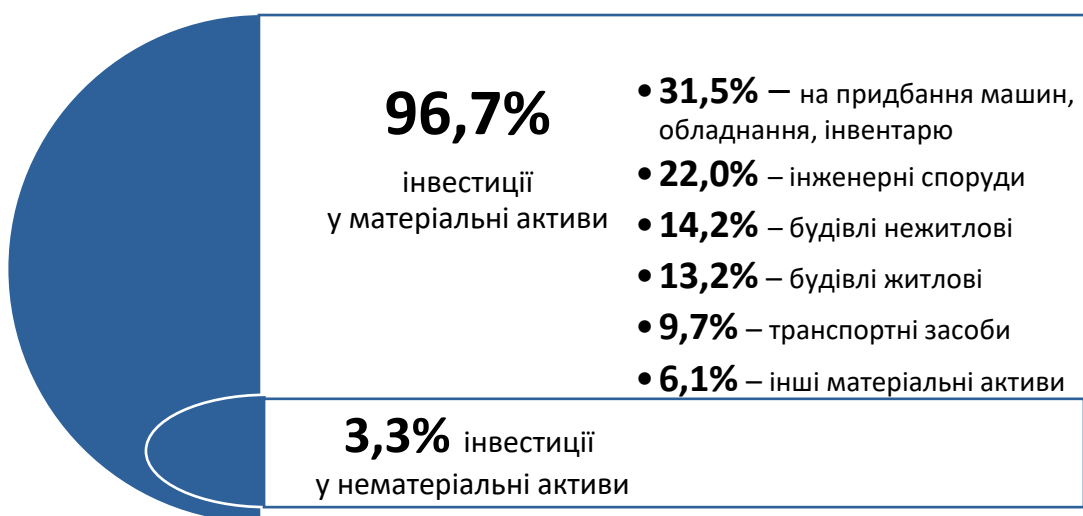 96,7%
інвестиції
у матеріальні активи
• 31,5% – на придбання машин,
обладнання, інвентарю
• 22,0% – інженерні споруди
• 14,2% – будівлі нежитлові
• 13,2% – будівлі житлові
• 9,7% – транспортні засоби
• 6,1% – інші матеріальні активи
3,3% інвестиції
у нематеріальні активи